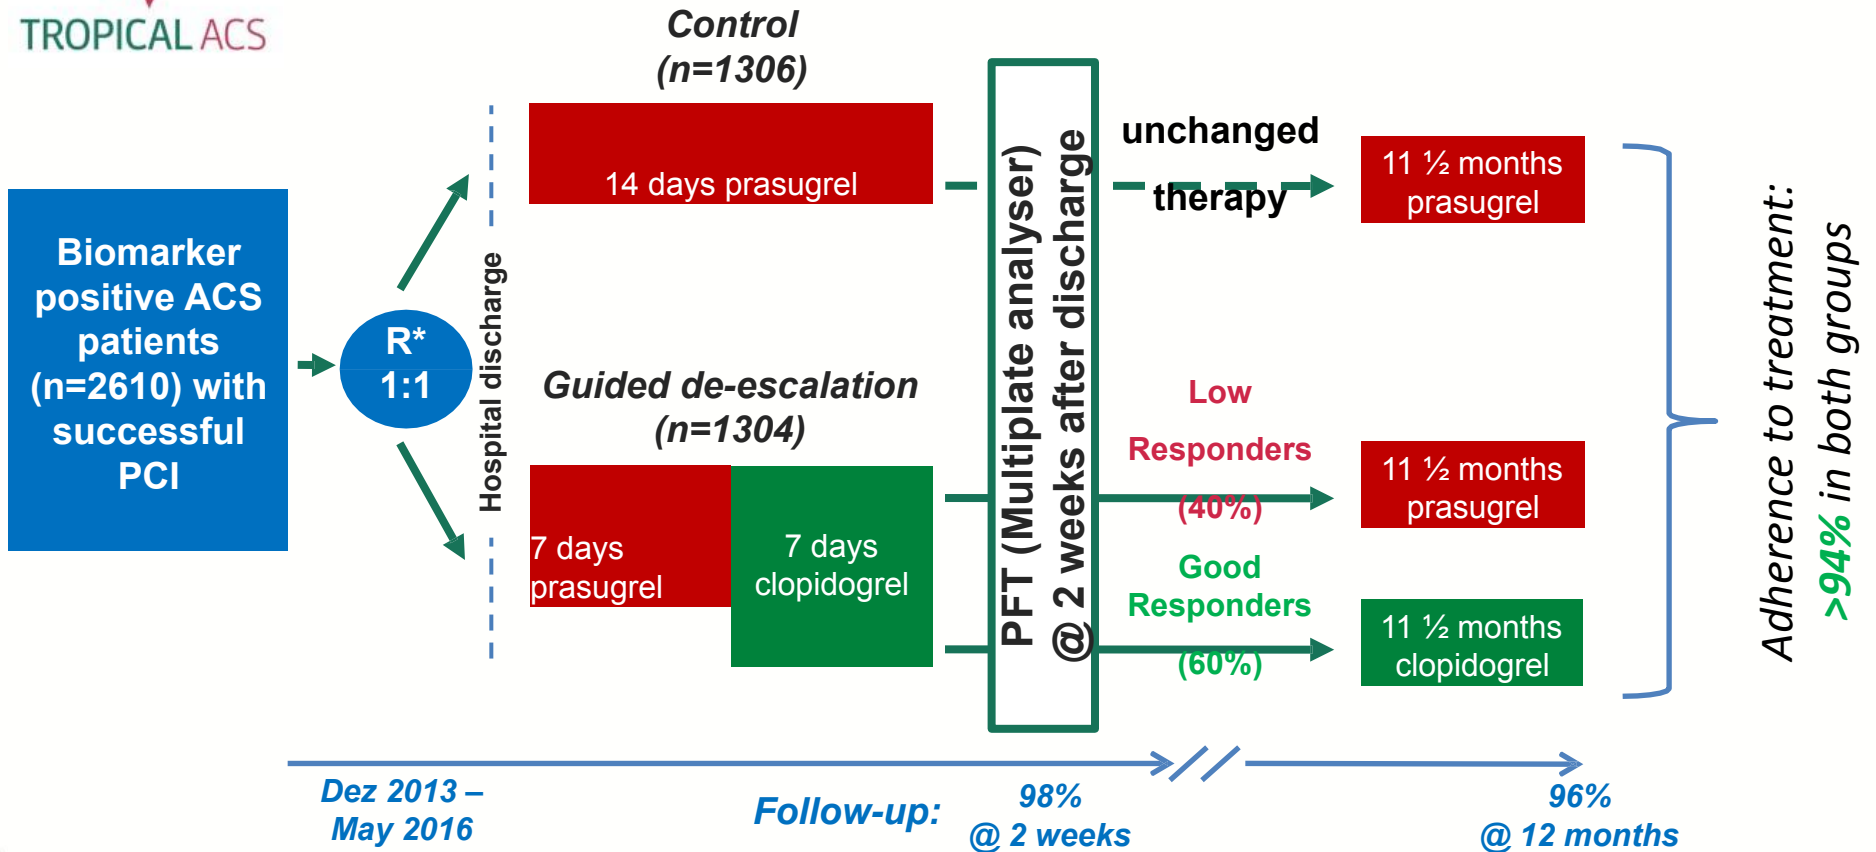 TROPICAL ACS
Control
(n=1306)
14 days prasugrel
unchanged
therapy
11 ½ months
prasugrel
Biomarker
positive ACS
patients
(n=2610) with
successful
PCI
R*
1:1
Hospital discharge
Guided de-escalation
(n=1304)
7 days
prasugrel
7 days
clopidogrel
PFT (Multiplate analyser)
@ 2 weeks after discharge
Low
Responders
(40%)
11 ½ months
prasugrel
Good
Responders
(60%)
11 ½ months
clopidogrel
Adherence to treatment:
>94% in both groups
Dez 2013 –
May 2016
Follow-up:
98%
@ 2 weeks
96%
@ 12 months